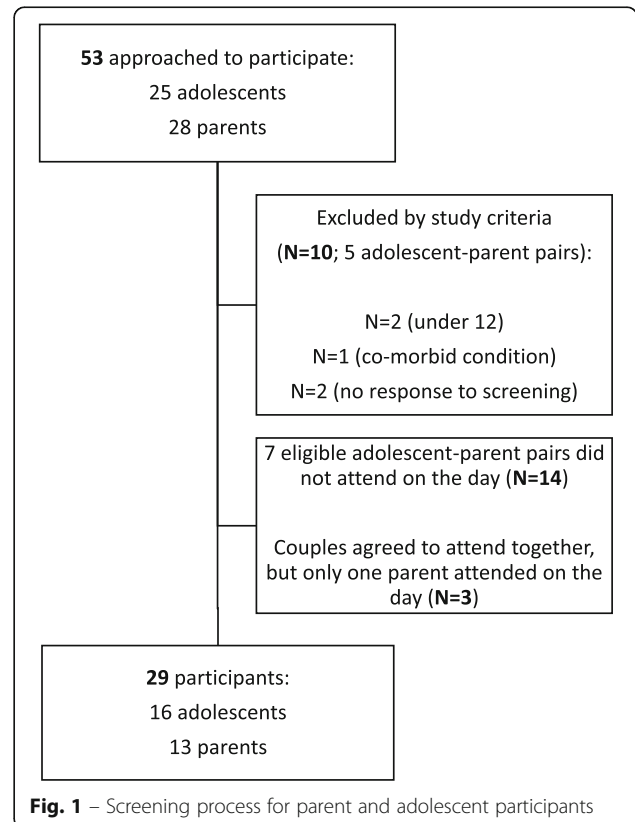 53 approached to participate:
25 adolescents
28 parents
Excluded by study criteria
(N=10; 5 adolescent-parent pairs):
N=2 (under 12)
N=1 (co-morbid condition)
N=2 (no response to screening)
7 eligible adolescent-parent pairs did
not attend on the day (N=14)
Couples agreed to attend together,
but only one parent attended on the
day (N=3)
29 participants:
16 adolescents
13 parents
Fig. 1 – Screening process for parent and adolescent participants